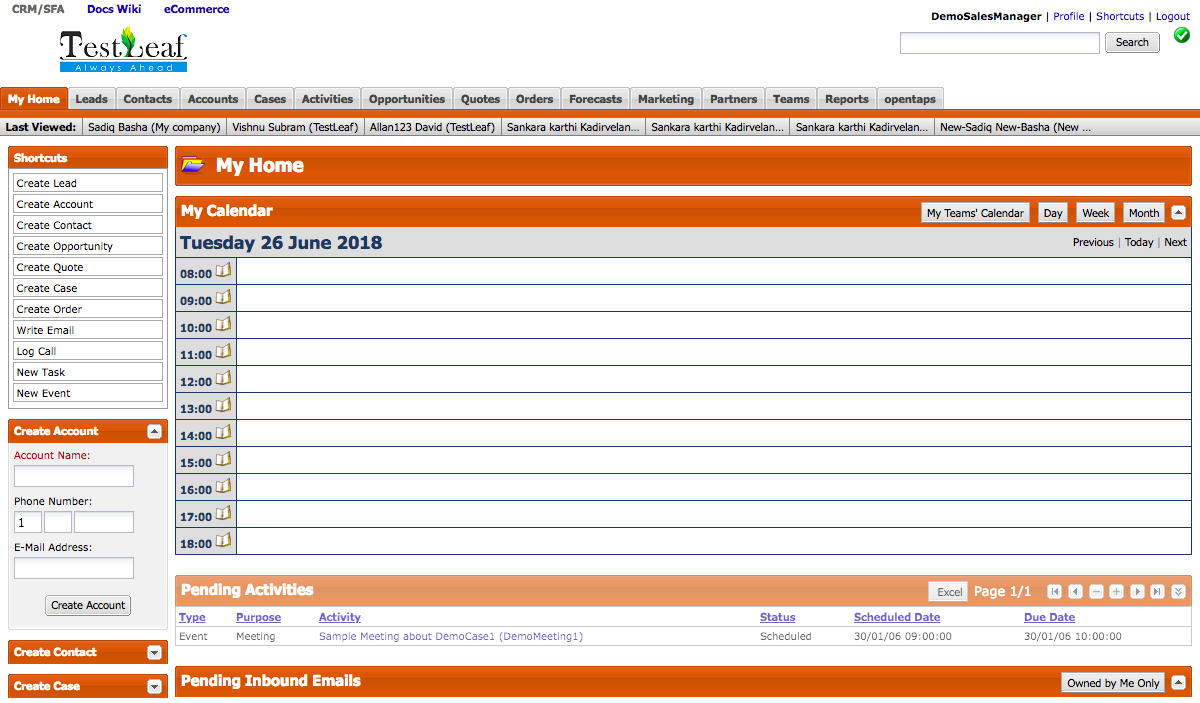 CRM/SFA Docs Wiki eCommerce
DemoSalesManager | Profile | Shortcuts | Logout
TestLeaf
Always Ahead
Search
My Home Leads Contacts Accounts Cases Activities Opportunities Quotes Orders Forecasts Marketing Partners Teams Reports opentaps
Last Viewed: Sadiq Basha (My company) Vishnu Subram (TestLeaf) Allan123 David (TestLeaf) Sankara karthi Kadirvelan... Sankara karthi Kadirvelan... Sankara karthi Kadirvelan... New-Sadiq New-Basha (New ...
Shortcuts
Create Lead
Create Account
Create Contact
Create Opportunity
Create Quote
Create Case
Create Order
Write Email
Log Call
New Task
New Event
Create Account
Account Name:
Phone Number:
1
E-Mail Address:
Create Account
Create Contact
Create Case
My Home
My Calendar
My Teams' Calendar Day Week Month
Tuesday 26 June 2018
Previous | Today | Next
08:00
09:00
10:00
11:00
12:00
13:00
14:00
15:00
16:00
17:00
18:00
Pending Activities
Excel Page 1/1
Type Purpose Activity Status Scheduled Date Due Date
Event Meeting Sample Meeting about DemoCase1 (DemoMeeting1) Scheduled 30/01/06 09:00:00 30/01/06 10:00:00
Pending Inbound Emails
Owned by Me Only